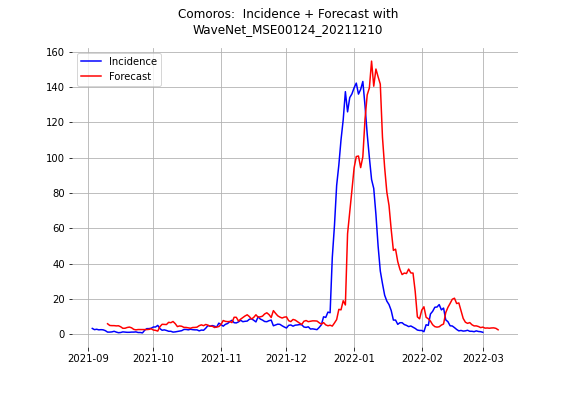 Comoros:  Incidence + Forecast with
WaveNet_MSE00124_20211210
Incidence
Forecast
160
140
120
100
80
60
40
20
0
2021-09 2021-10 2021-11 2021-12 2022-01 2022-02 2022-03